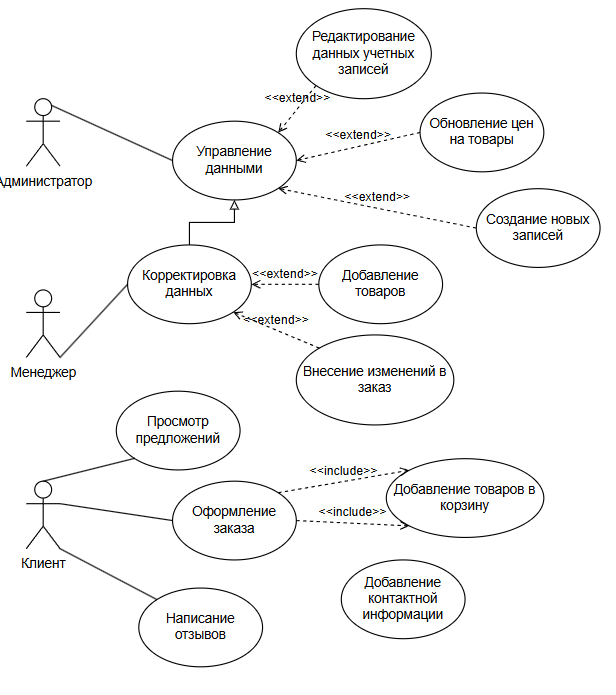 Редактирование
данных учетных
записей
<<extend>>
Обновление цен
на товары
<<extend>>
Управление
данными
Администратор
<<extend>>
Создание новых
записей
Корректировка
данных
<<extend>>
Добавление
товаров
<<extend>>
Менеджер
Внесение изменений в
заказ
Просмотр
предложений
<<include>>
Добавление товаров в
корзину
Оформление
заказа
<<include>>
Клиент
Добавление
контактной
информации
Написание
отзывов